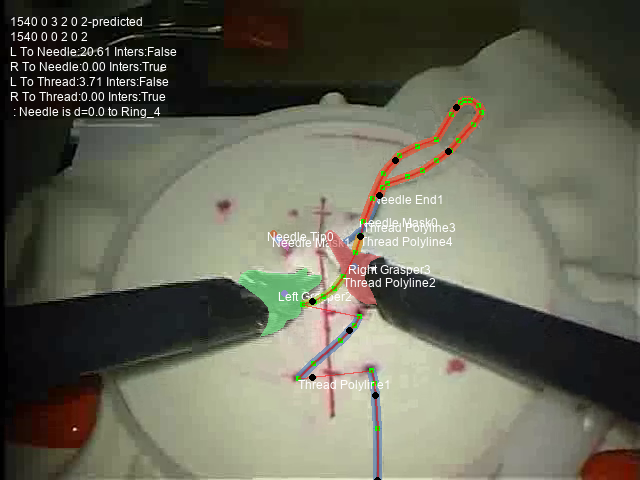 1540 0 3 2 0 2-predicted
1540 0 0 2 0 2
L To Needle:20.61 Inters:False
R To Needle:0.00 Inters:True
L To Thread:3.71 Inters:False
R To Thread:0.00 Inters:True
: Needle is d=0.0 to Ring_4
Needle End1
Needle Mask0
Thread Polyline3
Needle Tip0
Needle Mask1
Thread Polyline4
Right Grasper3
Thread Polyline2
Left Grasper2
Thread Polyline1